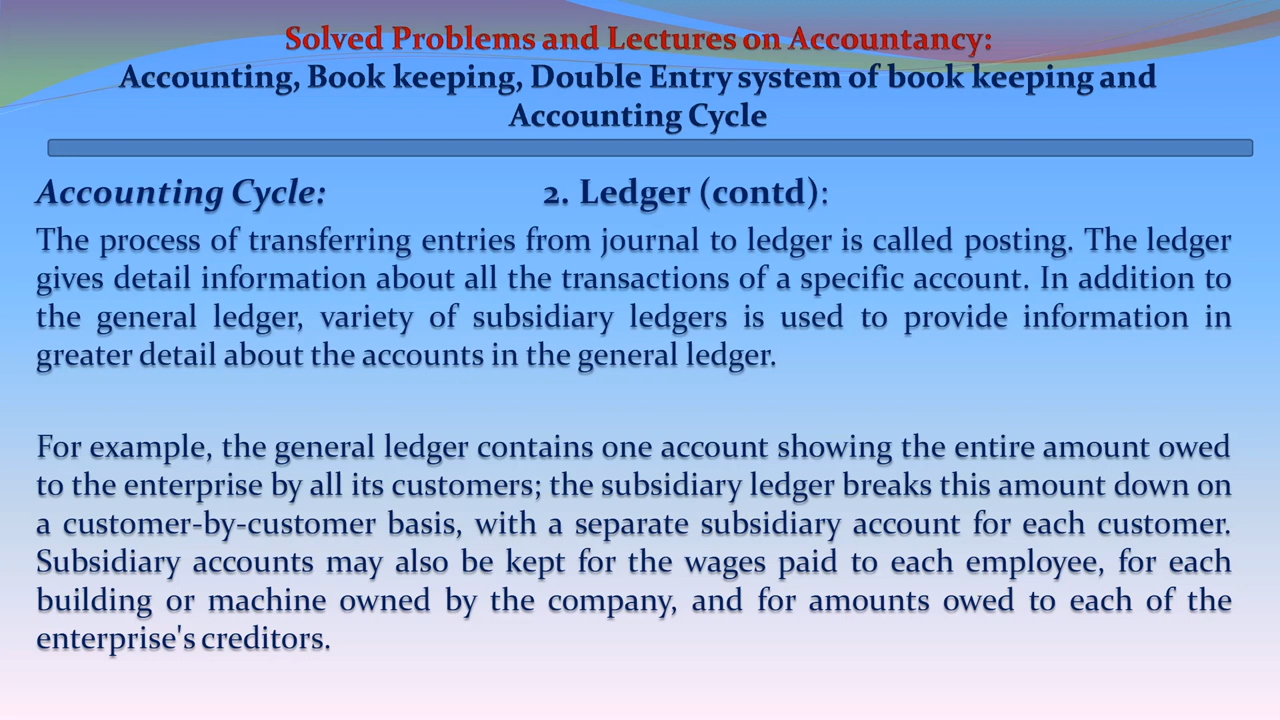 Solved Problems and Lectures on Accountancy:
Accounting, Book keeping, Double Entry system of book keeping and
Accounting Cycle
Accounting Cycle: 2. Ledger (contd):
The process of transferring entries from journal to ledger is called posting. The ledger
gives detail information about all the transactions of a specific account. In addition to
the general ledger, variety of subsidiary ledgers is used to provide information in
greater detail about the accounts in the general ledger.
For example, the general ledger contains one account showing the entire amount owed
to the enterprise by all its customers; the subsidiary ledger breaks this amount down on
a customer-by-customer basis, with a separate subsidiary account for each customer.
Subsidiary accounts may also be kept for the wages paid to each employee, for each
building or machine owned by the company, and for amounts owed to each of the
enterprise's creditors.